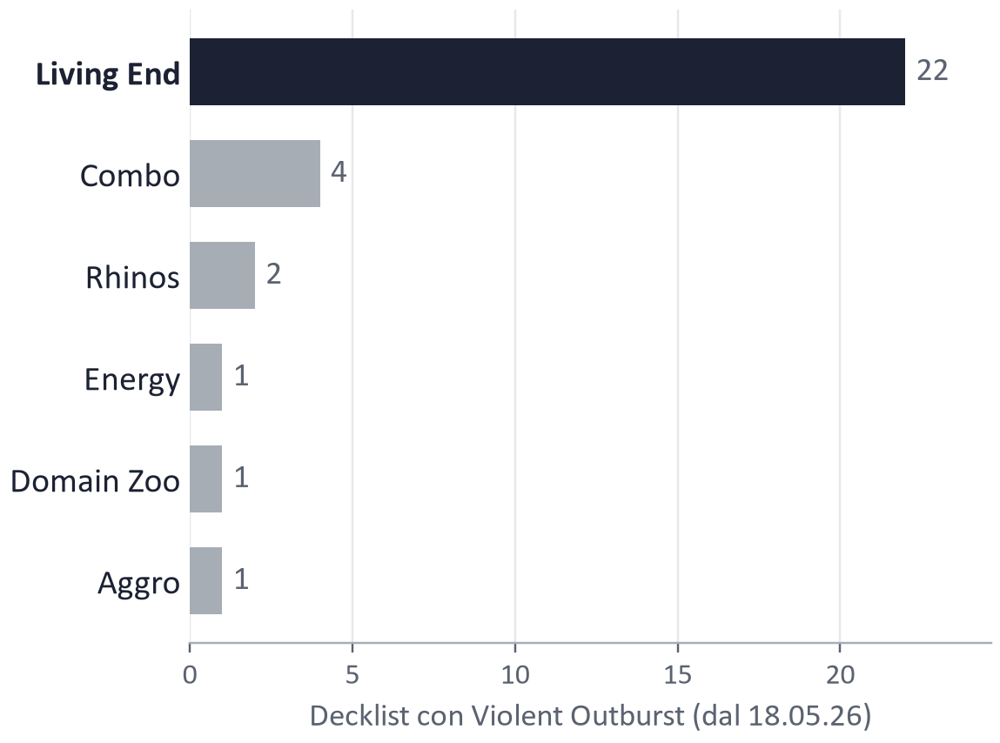 Living End 22
Combo 4
Rhinos 2
Energy 1
Domain Zoo 1
Aggro 1
0 5 10 15 20
Decklist con Violent Outburst (dal 18.05.26)